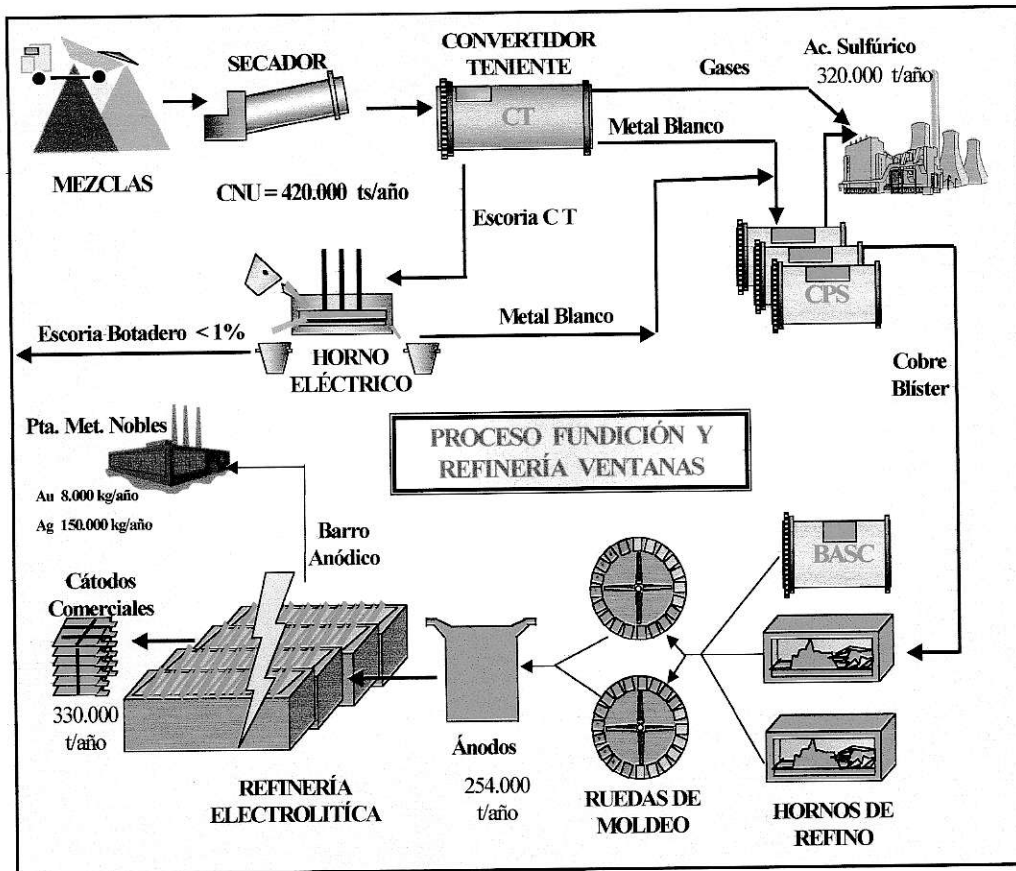 SECADOR
CONVERTIDOR
TENIENTE
Gases
Ac. Sulfúrico
320.000 t/año
CT
Metal Blanco
MEZCLAS
CNU = 420.000 ts/año
Escoria C T
CPS
Escoria Botadero < 1%
Metal Blanco
HORNO
ELÉCTRICO
Cobre
Blíster
Pta. Met. Nobles
PROCESO FUNDICIÓN Y
REFINERÍA VENTANAS
Au 8.000 kg/año
Ag 150.000 kg/año
Barro
Anódico
BASC
Cátodos
Comerciales
330.000
t/año
Ánodos
254.000
t/año
REFINERÍA
ELECTROLITÍCA
RUEDAS DE
MOLDEO
HORNOS DE
REFINO